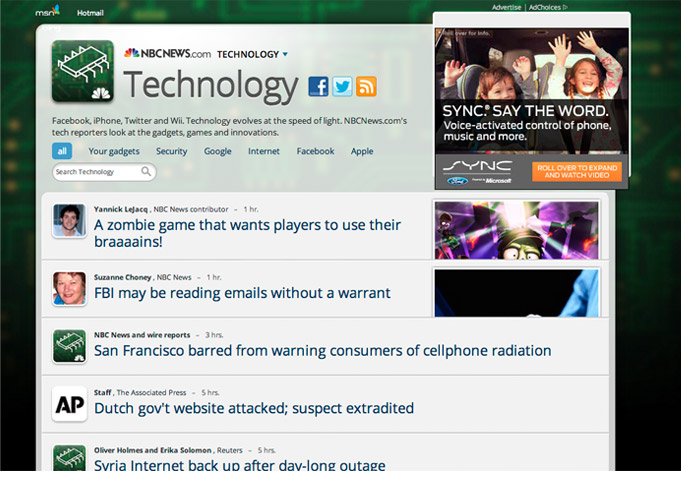 msn
Hotmail
Advertise | AdChoices
NBCNEWS.com TECHNOLOGY
Technology
Facebook, iPhone, Twitter and Wii. Technology evolves at the speed of light. NBCNews.com's
tech reporters look at the gadgets, games and innovations.
all Your gadgets Security Google Internet Facebook Apple
Search Technology
Roll over for info.
SYNC.® SAY THE WORD.
Voice-activated control of phone,
music and more.
SYNC
Ford
Powered by Microsoft
ROLL OVER TO EXPAND
AND WATCH VIDEO
Yannick LeJacq , NBC News contributor – 1 hr.
A zombie game that wants players to use their
braaaains!
Suzanne Choney , NBC News – 1 hr.
FBI may be reading emails without a warrant
NBC News and wire reports – 3 hrs.
San Francisco barred from warning consumers of cellphone radiation
AP
Staff , The Associated Press – 5 hrs.
Dutch gov't website attacked; suspect extradited
Oliver Holmes and Erika Solomon , Reuters – 5 hrs.
Syria Internet back up after day-long outage